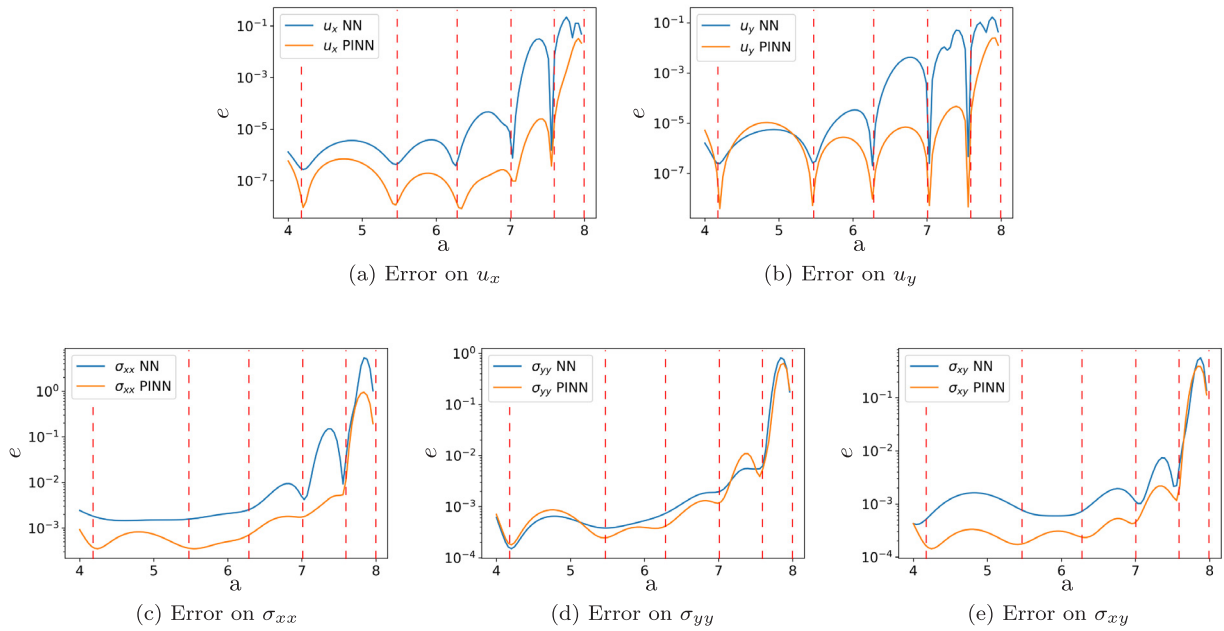 10⁻¹
10⁻³
10⁻⁵
10⁻⁷
e
u_x NN
u_x PINN
4 5 6 7 8
a
(a) Error on u_x
10⁻¹
10⁻³
10⁻⁵
10⁻⁷
e
u_y NN
u_y PINN
4 5 6 7 8
a
(b) Error on u_y
10⁰
10⁻¹
10⁻²
10⁻³
e
σ_xx NN
σ_xx PINN
4 5 6 7 8
a
(c) Error on σ_xx
10⁰
10⁻¹
10⁻²
10⁻³
10⁻⁴
e
σ_yy NN
σ_yy PINN
4 5 6 7 8
a
(d) Error on σ_yy
10⁻¹
10⁻²
10⁻³
10⁻⁴
e
σ_xy NN
σ_xy PINN
4 5 6 7 8
a
(e) Error on σ_xy